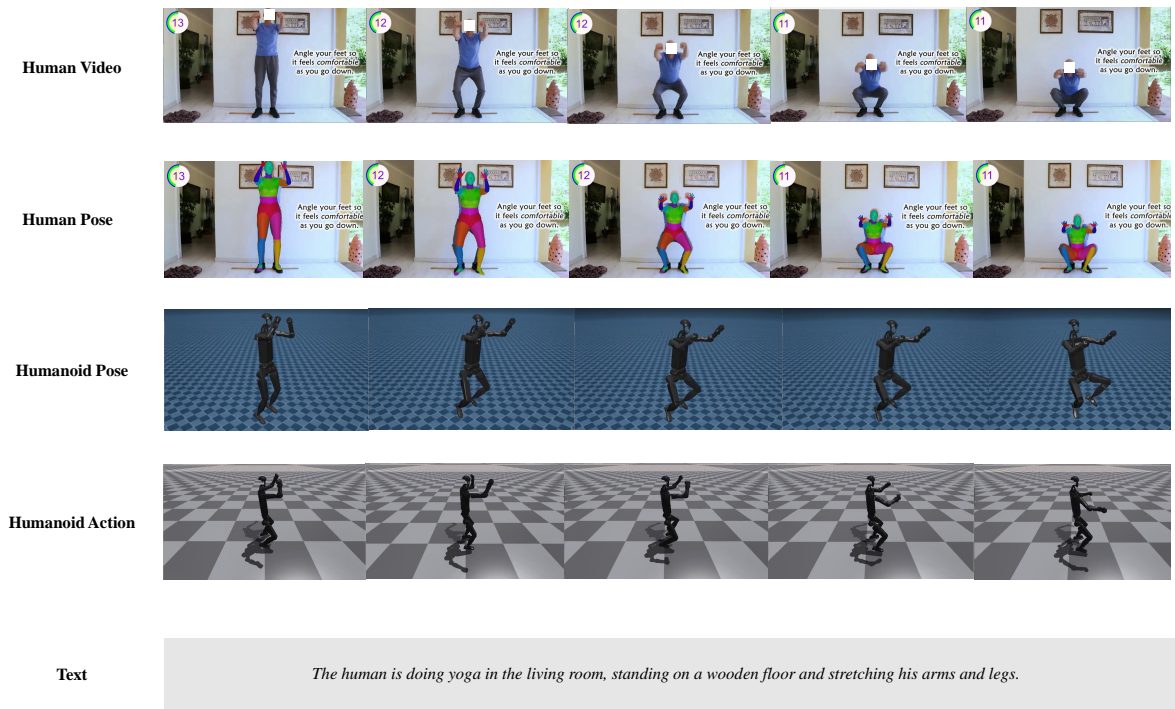 Human Video
13
Angle your feet so
it feels comfortable
as you go down.
12
Angle your feet so
it feels comfortable
as you go down.
12
Angle your feet so
it feels comfortable
as you go down.
11
Angle your feet so
it feels comfortable
as you go down.
11
Angle your feet so
it feels comfortable
as you go down.
Human Pose
13
Angle your feet so
it feels comfortable
as you go down.
12
Angle your feet so
it feels comfortable
as you go down.
12
Angle your feet so
it feels comfortable
as you go down.
11
Angle your feet so
it feels comfortable
as you go down.
11
Angle your feet so
it feels comfortable
as you go down.
Humanoid Pose
Humanoid Action
Text
The human is doing yoga in the living room, standing on a wooden floor and stretching his arms and legs.